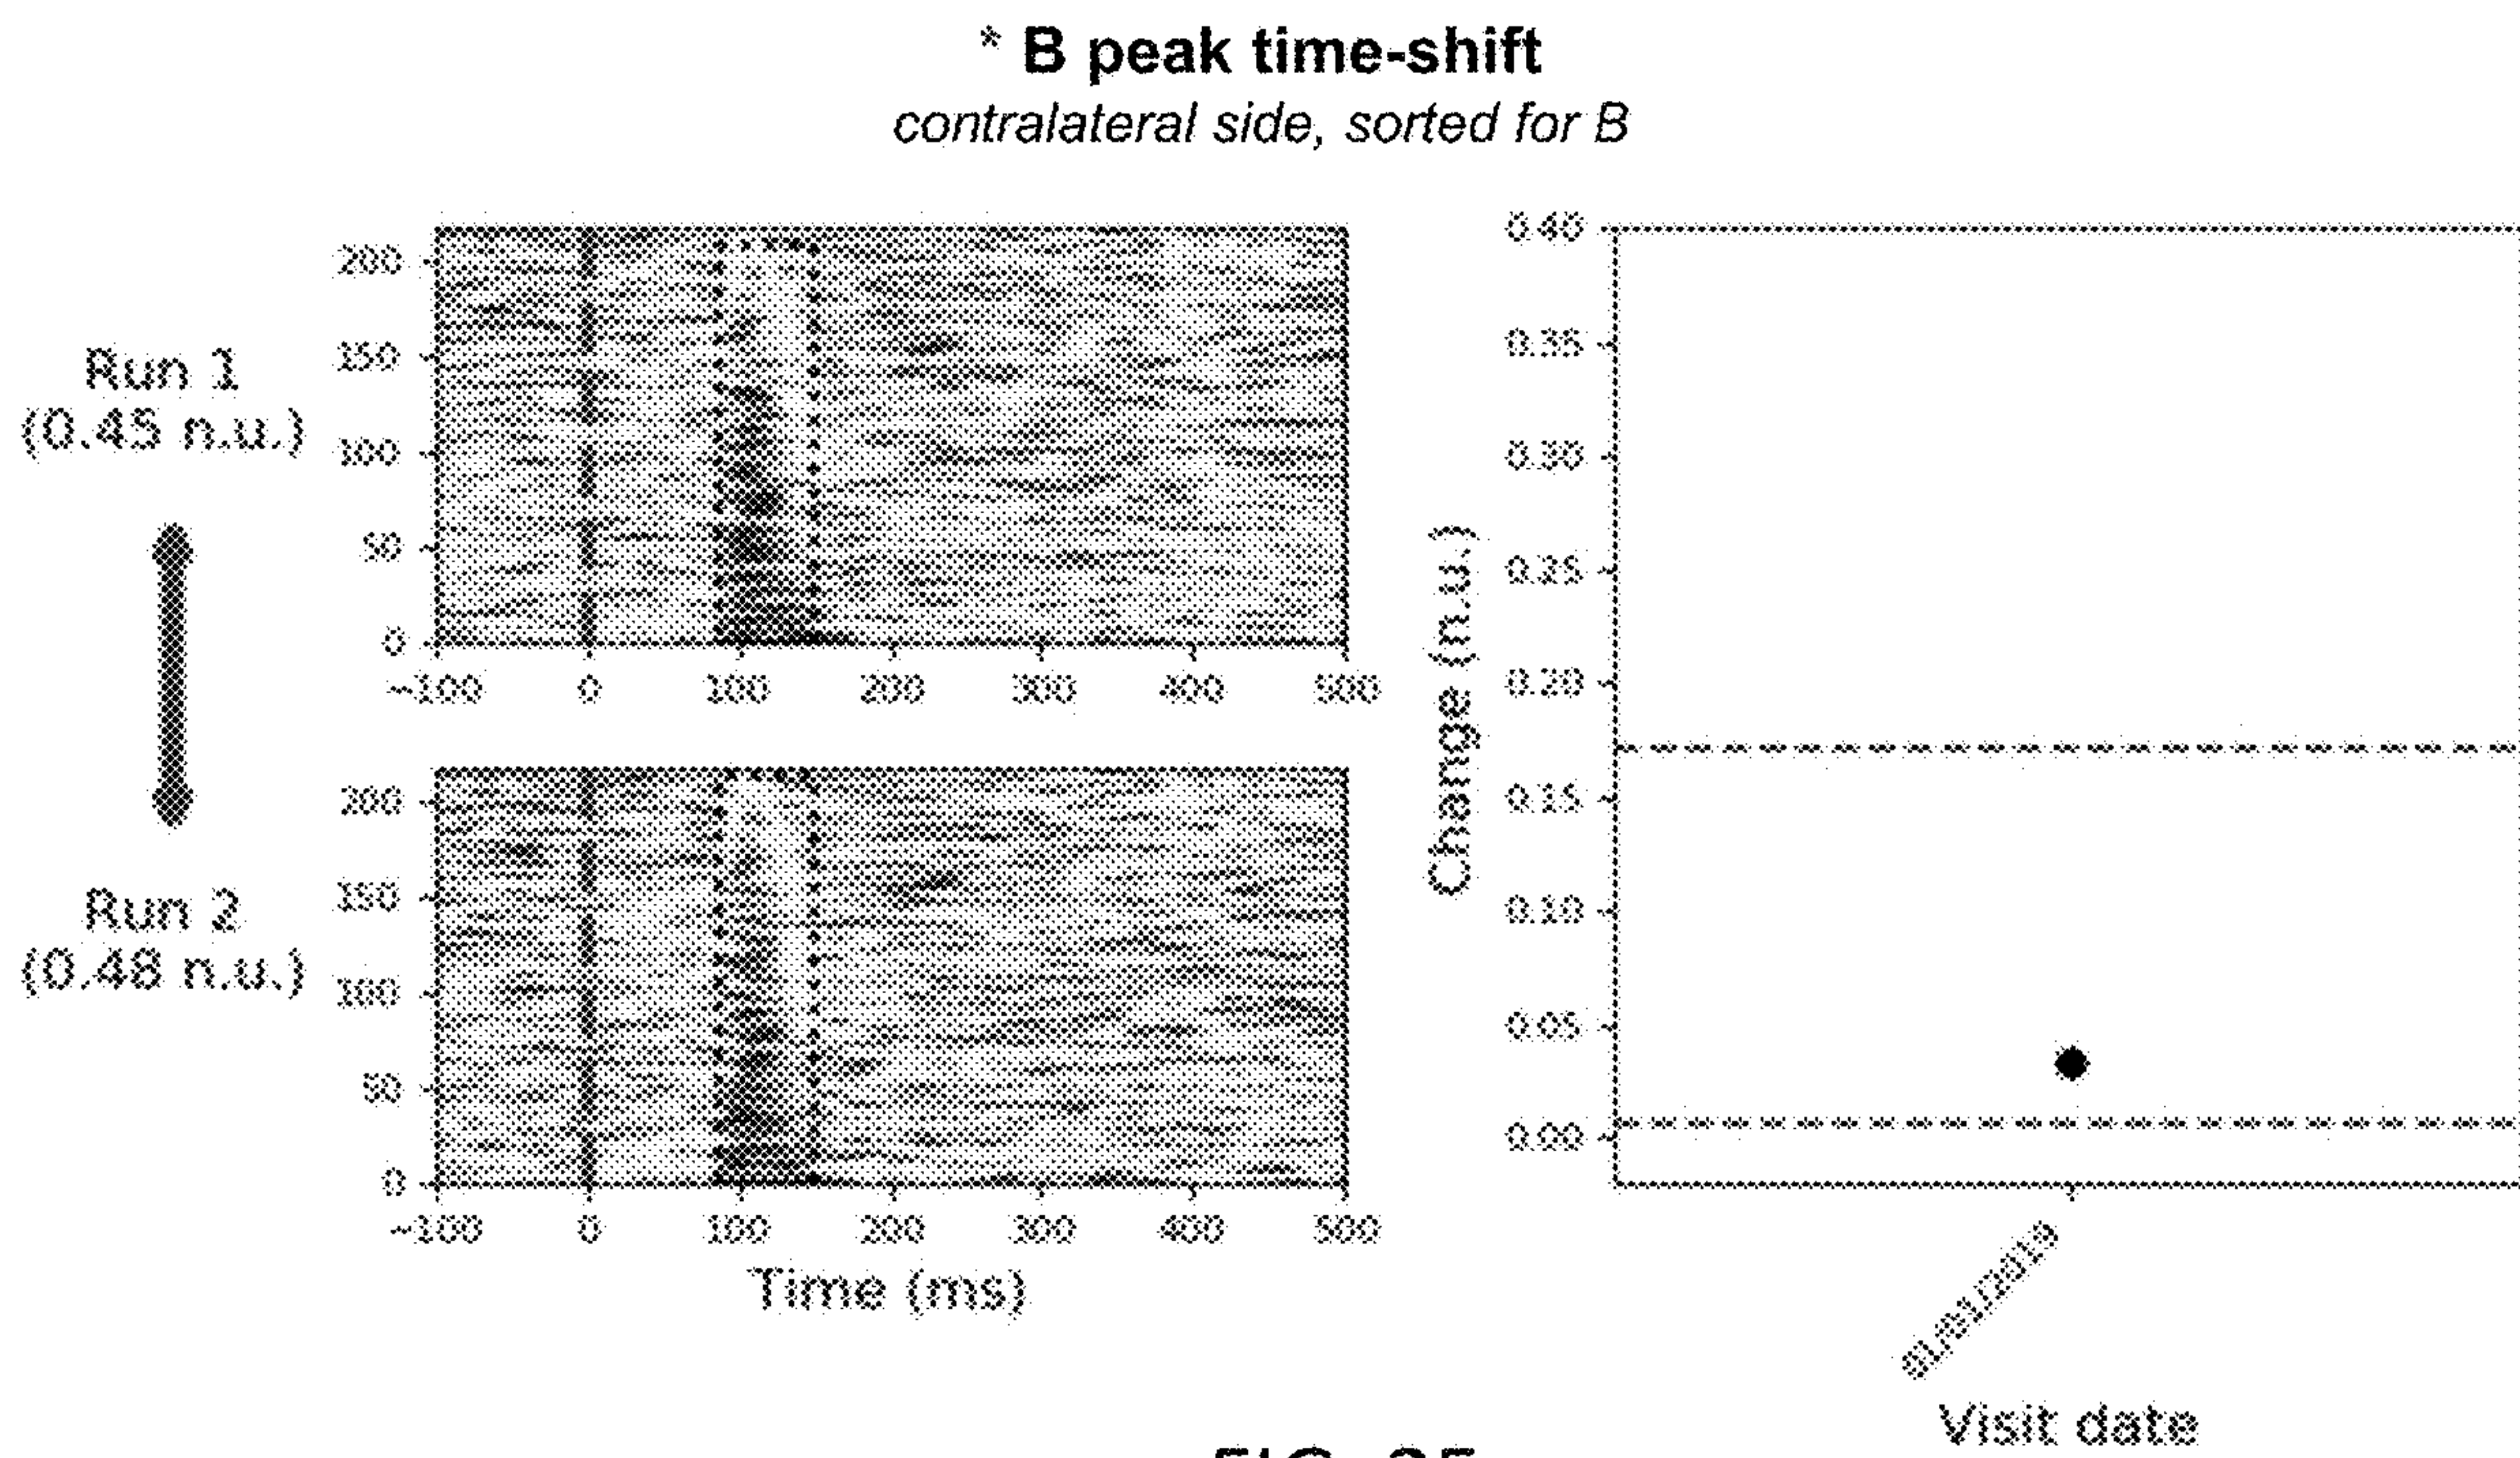 * B peak time-shift
contralateral side, sorted for B
Run 1
(0.45 n.u.)
Run 2
(0.48 n.u.)
200
150
100
50
0
-100 0 100 200 300 400 500
200
150
100
50
0
-100 0 100 200 300 400 500
Time (ms)
Change (n.u.)
0.40
0.35
0.30
0.25
0.20
0.15
0.10
0.05
0.00
Visit date